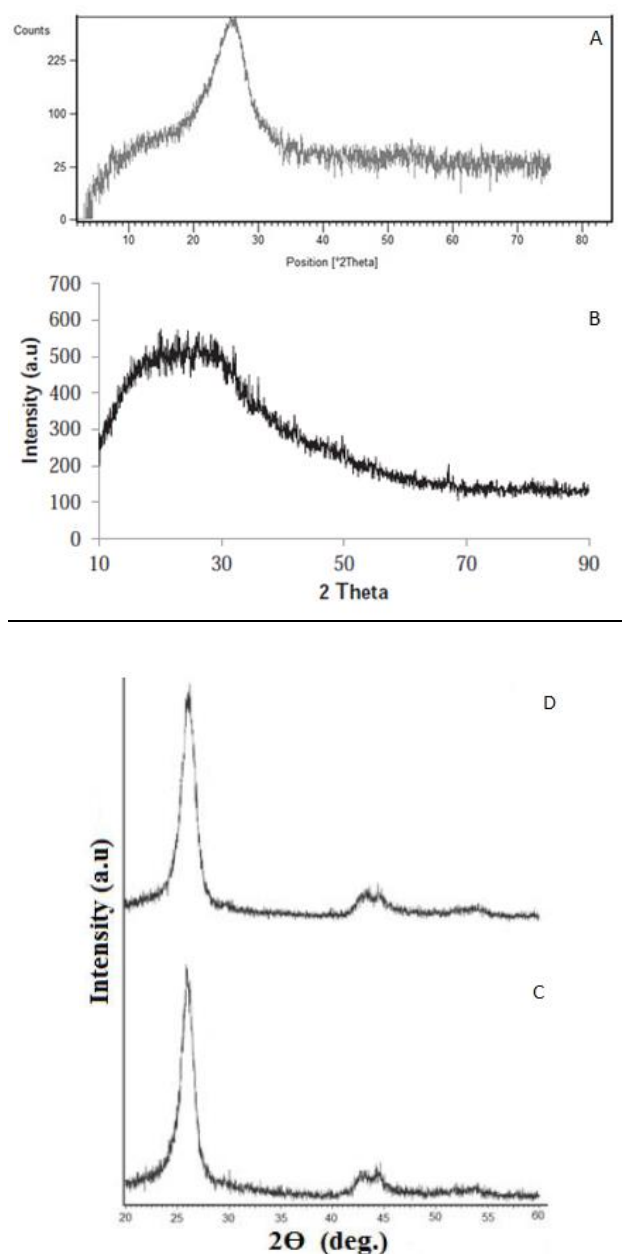 Counts
A
225
100
25
0
10 20 30 40 50 60 70 80
Position [°2Theta]
B
Intensity (a.u)
700
600
500
400
300
200
100
0
10 30 50 70 90
2 Theta
D
Intensity (a.u)
C
20 25 30 35 40 45 50 55 60
2Θ (deg.)